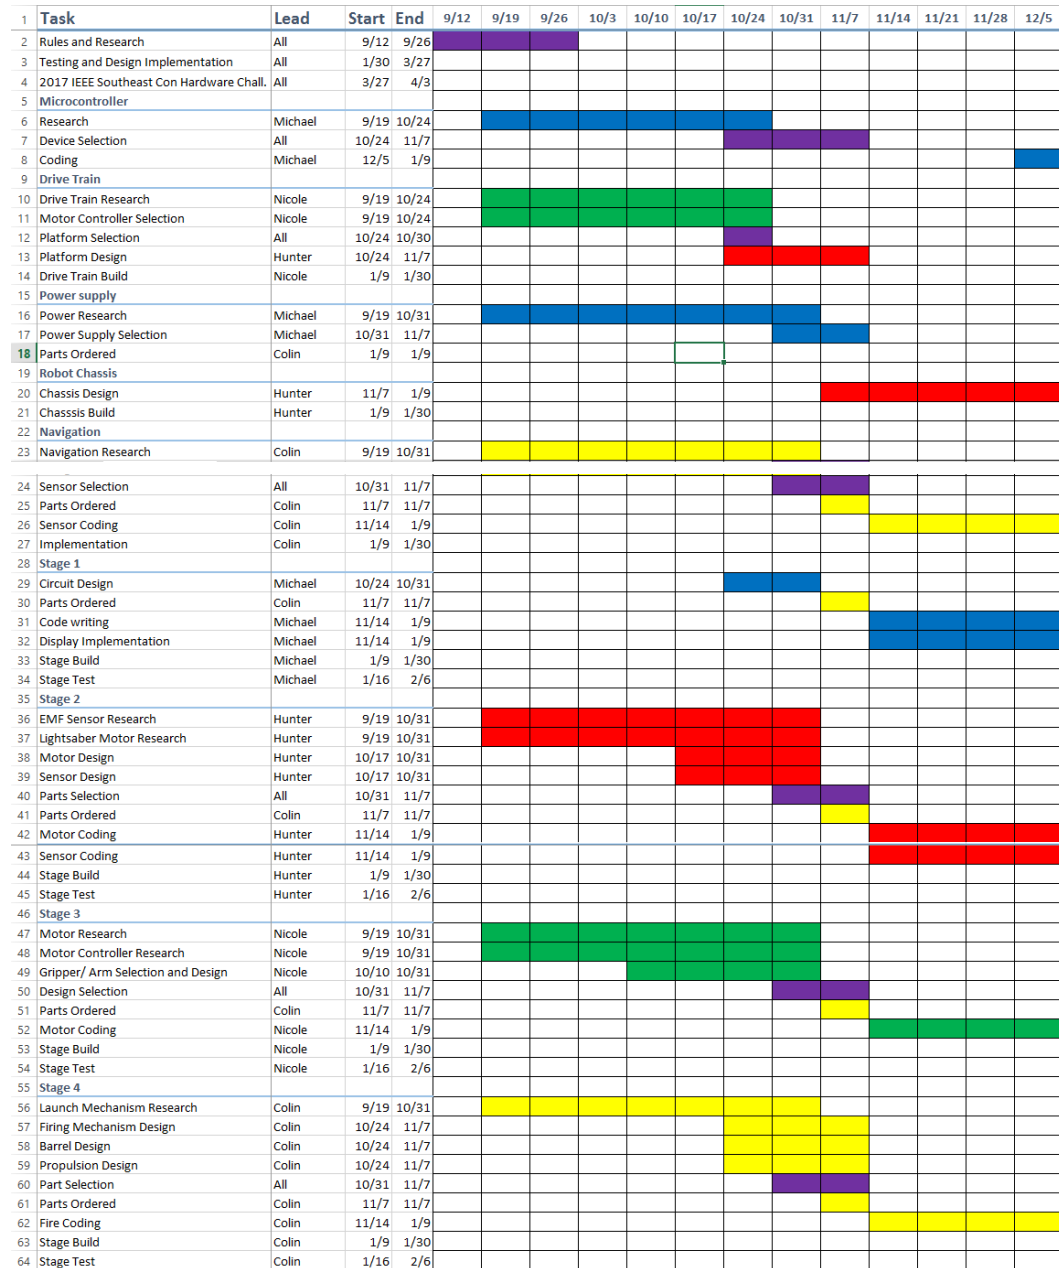 1 Task Lead Start End 9/12 9/19 9/26 10/3 10/10 10/17 10/24 10/31 11/7 11/14 11/21 11/28 12/5
2 Rules and Research All 9/12 9/26
3 Testing and Design Implementation All 1/30 3/27
4 2017 IEEE Southeast Con Hardware Chall. All 3/27 4/3
5 Microcontroller
6 Research Michael 9/19 10/24
7 Device Selection All 10/24 11/7
8 Coding Michael 12/5 1/9
9 Drive Train
10 Drive Train Research Nicole 9/19 10/24
11 Motor Controller Selection Nicole 9/19 10/24
12 Platform Selection All 10/24 10/30
13 Platform Design Hunter 10/24 11/7
14 Drive Train Build Nicole 1/9 1/30
15 Power supply
16 Power Research Michael 9/19 10/31
17 Power Supply Selection Michael 10/31 11/7
18 Parts Ordered Colin 1/9 1/9
19 Robot Chassis
20 Chassis Design Hunter 11/7 1/9
21 Chasssis Build Hunter 1/9 1/30
22 Navigation
23 Navigation Research Colin 9/19 10/31
24 Sensor Selection All 10/31 11/7
25 Parts Ordered Colin 11/7 11/7
26 Sensor Coding Colin 11/14 1/9
27 Implementation Colin 1/9 1/30
28 Stage 1
29 Circuit Design Michael 10/24 10/31
30 Parts Ordered Colin 11/7 11/7
31 Code writing Michael 11/14 1/9
32 Display Implementation Michael 11/14 1/9
33 Stage Build Michael 1/9 1/30
34 Stage Test Michael 1/16 2/6
35 Stage 2
36 EMF Sensor Research Hunter 9/19 10/31
37 Lightsaber Motor Research Hunter 9/19 10/31
38 Motor Design Hunter 10/17 10/31
39 Sensor Design Hunter 10/17 10/31
40 Parts Selection All 10/31 11/7
41 Parts Ordered Colin 11/7 11/7
42 Motor Coding Hunter 11/14 1/9
43 Sensor Coding Hunter 11/14 1/9
44 Stage Build Hunter 1/9 1/30
45 Stage Test Hunter 1/16 2/6
46 Stage 3
47 Motor Research Nicole 9/19 10/31
48 Motor Controller Research Nicole 9/19 10/31
49 Gripper/ Arm Selection and Design Nicole 10/10 10/31
50 Design Selection All 10/31 11/7
51 Parts Ordered Colin 11/7 11/7
52 Motor Coding Nicole 11/14 1/9
53 Stage Build Nicole 1/9 1/30
54 Stage Test Nicole 1/16 2/6
55 Stage 4
56 Launch Mechanism Research Colin 9/19 10/31
57 Firing Mechanism Design Colin 10/24 11/7
58 Barrel Design Colin 10/24 11/7
59 Propulsion Design Colin 10/24 11/7
60 Part Selection All 10/31 11/7
61 Parts Ordered Colin 11/7 11/7
62 Fire Coding Colin 11/14 1/9
63 Stage Build Colin 1/9 1/30
64 Stage Test Colin 1/16 2/6